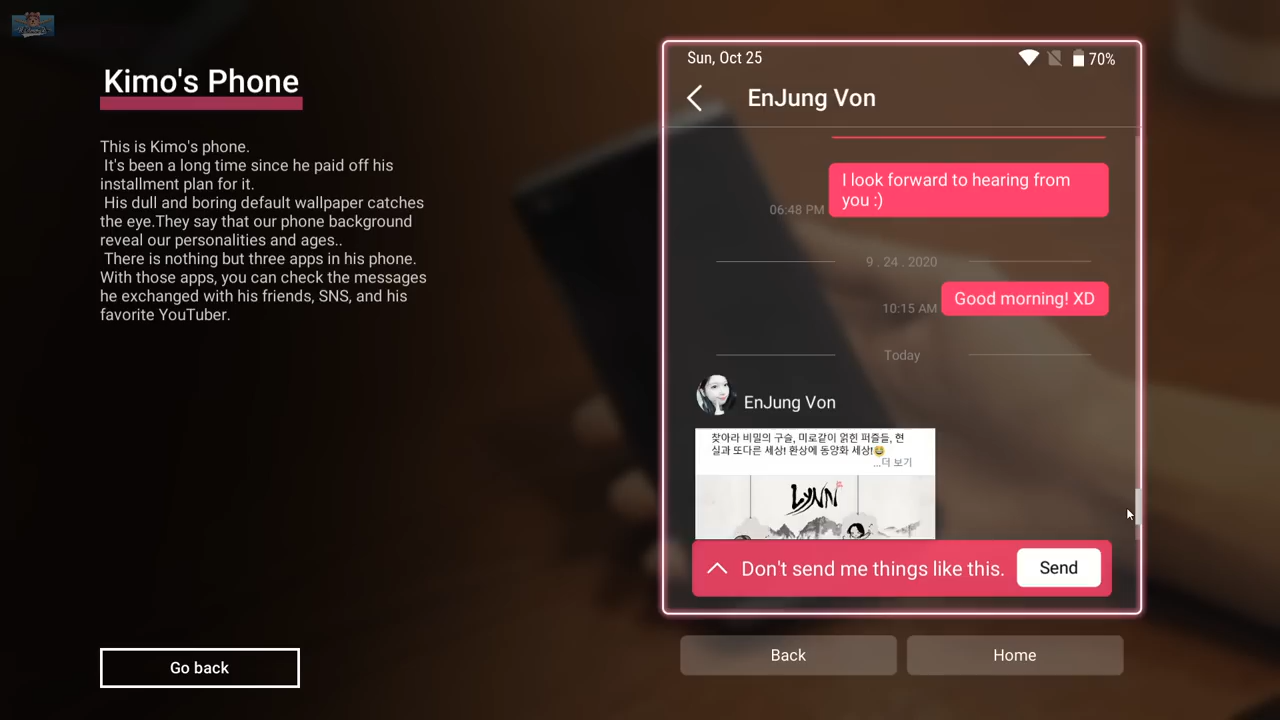 Kimo's Phone
This is Kimo's phone.
It's been a long time since he paid off his
installment plan for it.
His dull and boring default wallpaper catches
the eye.They say that our phone background
reveal our personalities and ages..
There is nothing but three apps in his phone.
With those apps, you can check the messages
he exchanged with his friends, SNS, and his
favorite YouTuber.
Go back
Sun, Oct 25
70%
EnJung Von
I look forward to hearing from
you :)
06:48 PM
9 . 24 . 2020
Good morning! XD
10:15 AM
Today
EnJung Von
찾아라 비밀의 구슬, 미로같이 얽힌 퍼즐들, 현
실과 또다른 세상! 환상에 동양화 세상!😄
...더 보기
LYNN
Don't send me things like this.
Send
Back
Home